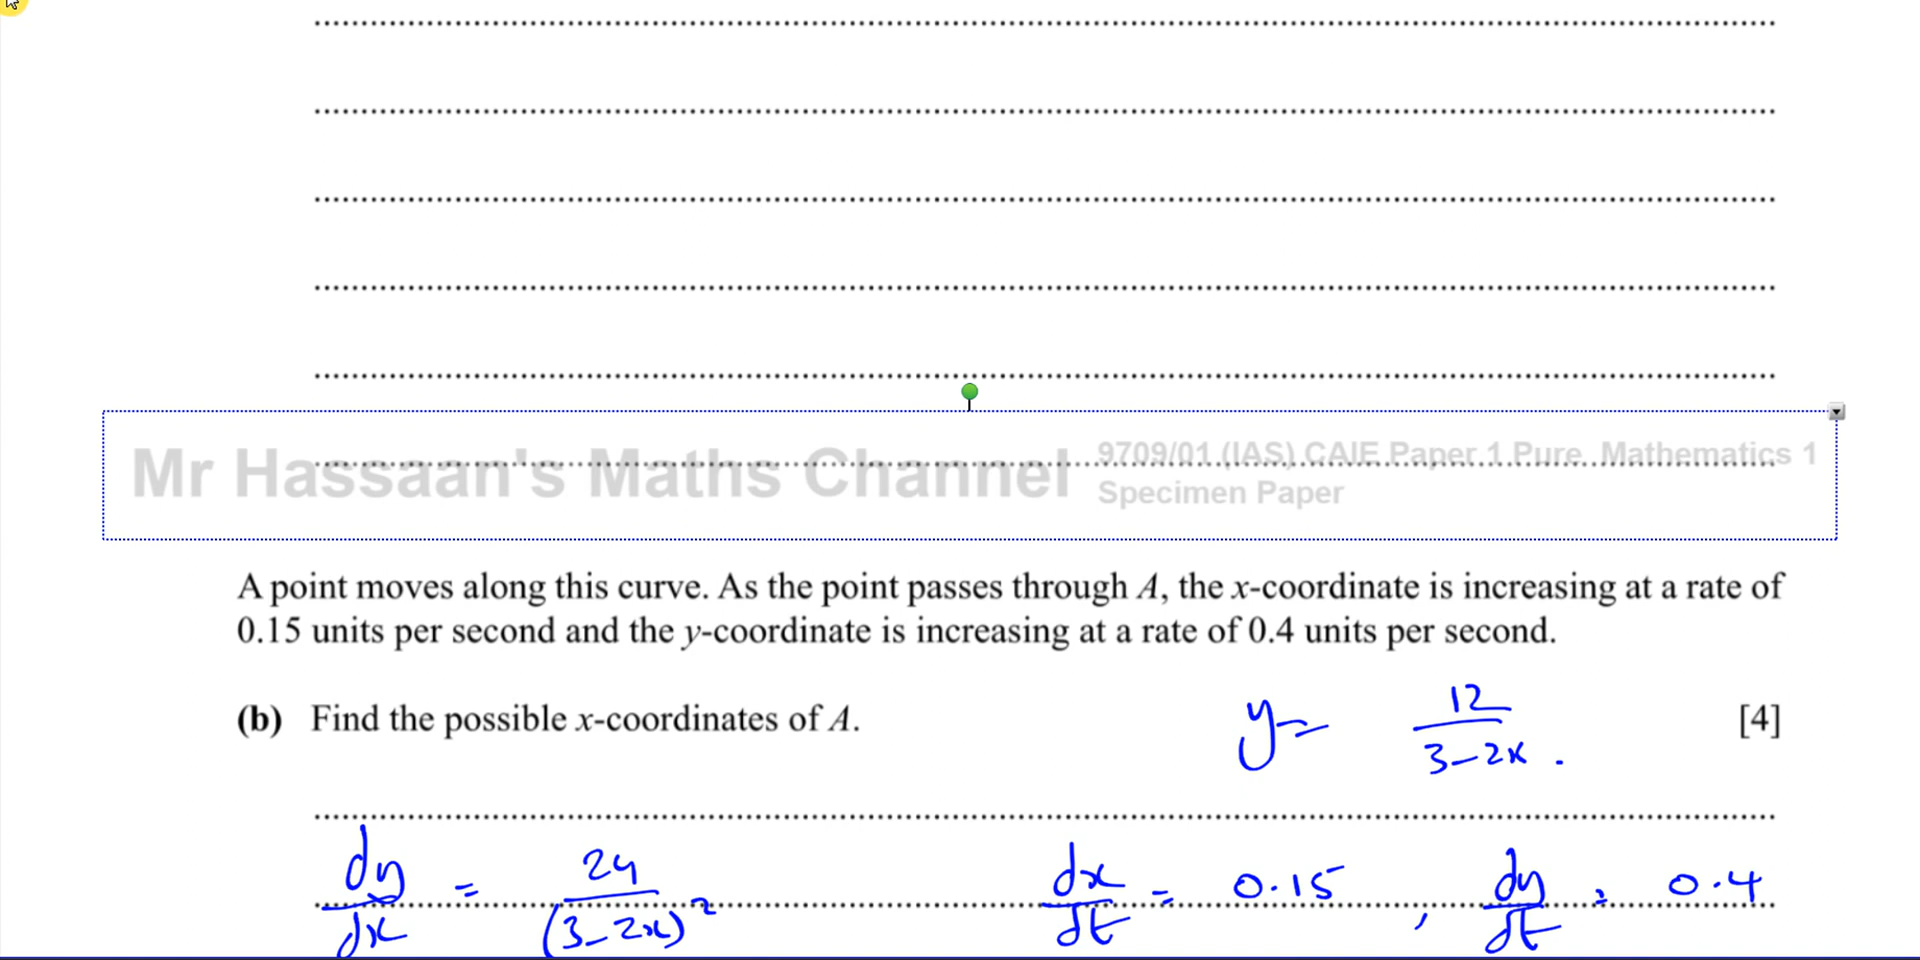 Mr Hassaan's Maths Channel 9709/01 (IAS) CAIE Paper 1 Pure Mathematics 1
Specimen Paper
A point moves along this curve. As the point passes through A, the x-coordinate is increasing at a rate of
0.15 units per second and the y-coordinate is increasing at a rate of 0.4 units per second.
(b) Find the possible x-coordinates of A. [4]
y = 12/(3-2x).
dy/dx = 24/(3-2x)² dx/dt = 0.15, dy/dt = 0.4